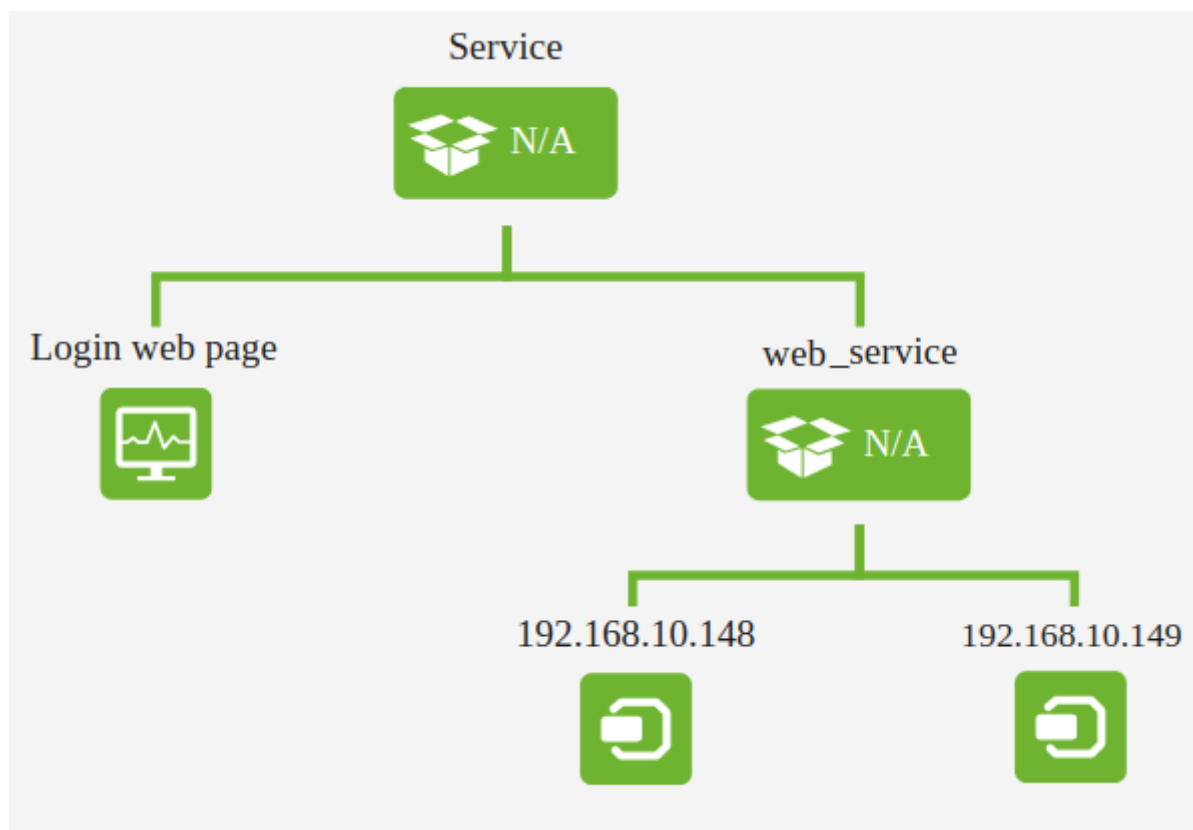 Service
N/A
Login web page
web_service
N/A
192.168.10.148
192.168.10.149